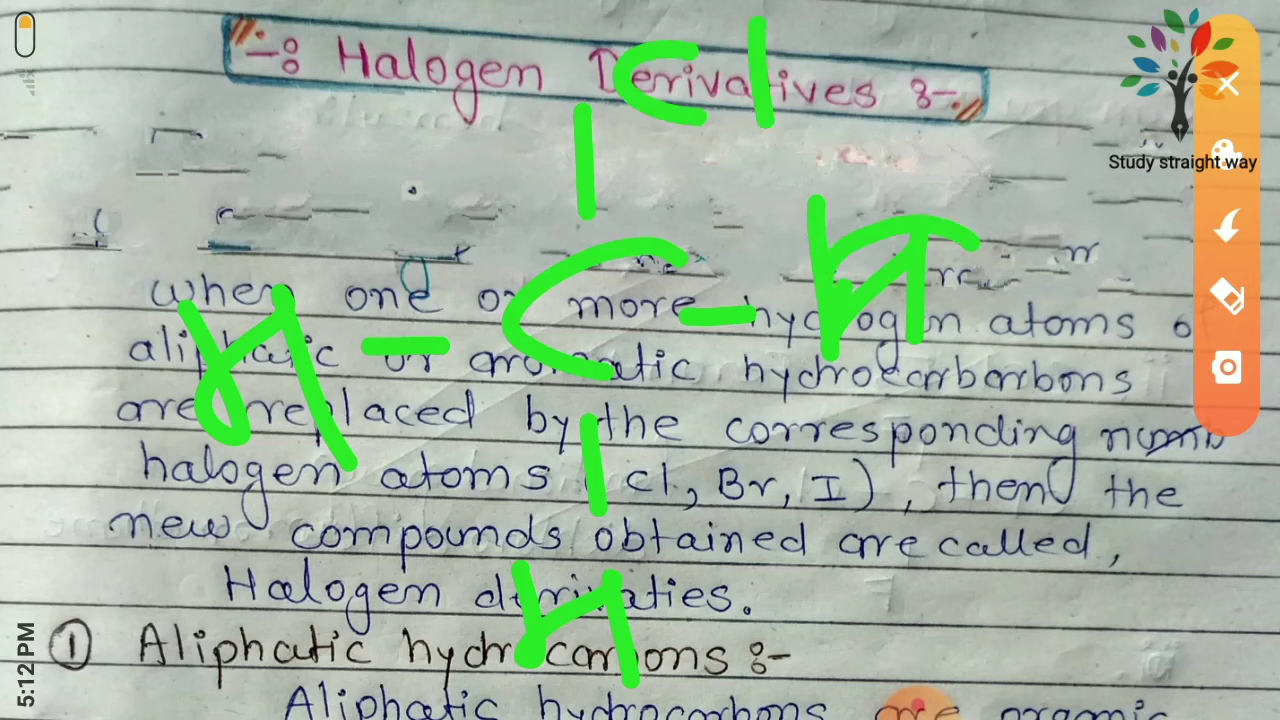 -: Halogen Derivatives :-
Cl
Study straight way
H - C - H
When one or more hydrogen atoms of
aliphatic or aromatic hydrocarborbons
are replaced by the corresponding
halogen atoms (Cl, Br, I), then the
new compounds obtained are called,
Halogen derivaties.
H
① Aliphatic hydrocarbons :-
Aliphatic hydrocarbons are organic
5:12 PM